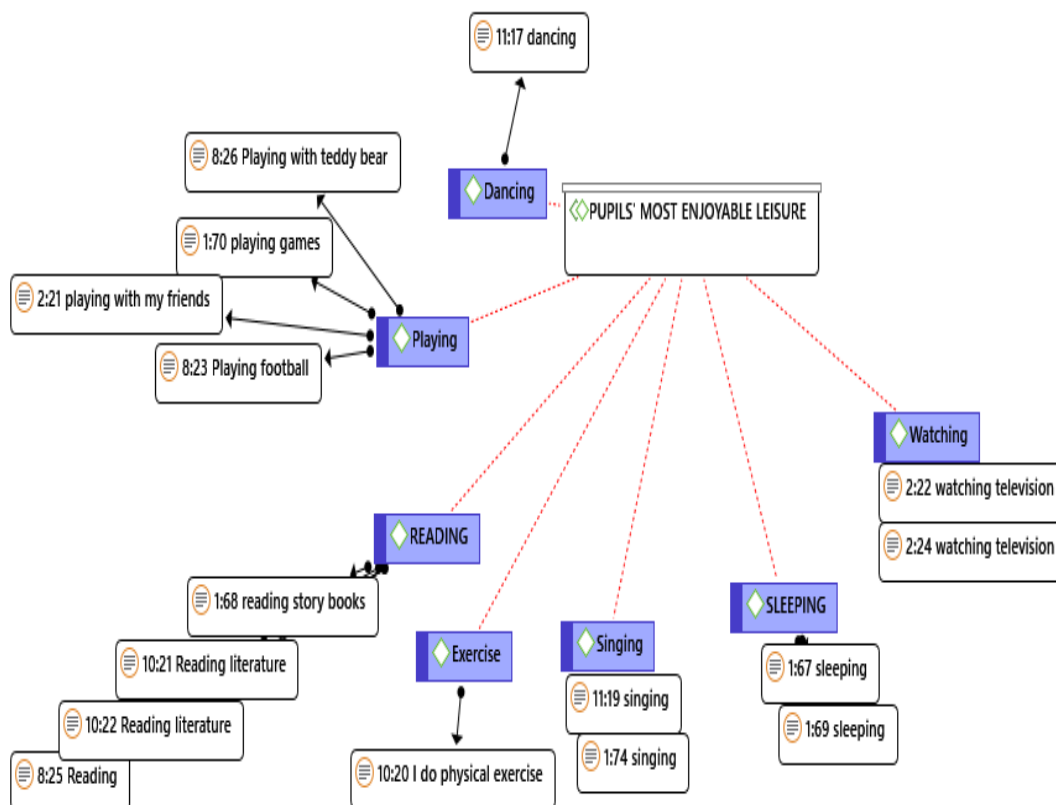 11:17 dancing
8:26 Playing with teddy bear
Dancing
PUPILS' MOST ENJOYABLE LEISURE
1:70 playing games
2:21 playing with my friends
Playing
8:23 Playing football
Watching
2:22 watching television
2:24 watching television
READING
1:68 reading story books
SLEEPING
Exercise
Singing
10:21 Reading literature
1:67 sleeping
11:19 singing
10:22 Reading literature
1:69 sleeping
1:74 singing
8:25 Reading
10:20 I do physical exercise